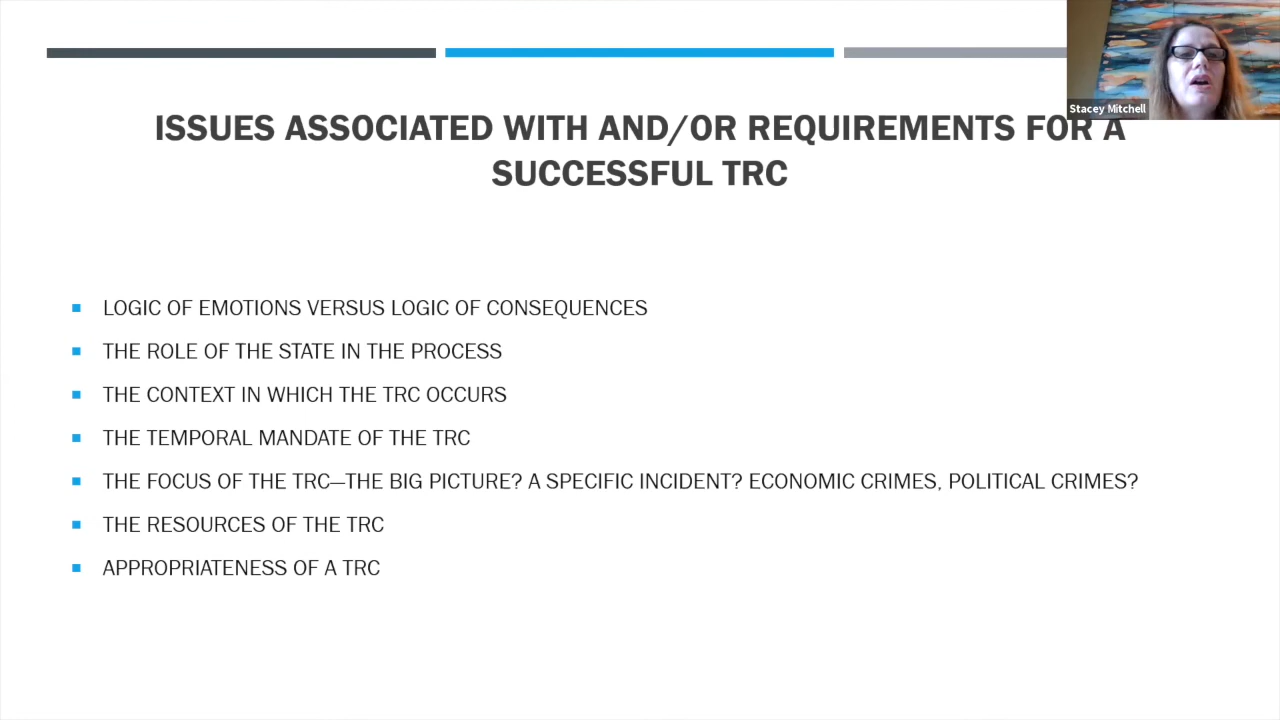 Stacey Mitchell
ISSUES ASSOCIATED WITH AND/OR REQUIREMENTS FOR A
SUCCESSFUL TRC
LOGIC OF EMOTIONS VERSUS LOGIC OF CONSEQUENCES
THE ROLE OF THE STATE IN THE PROCESS
THE CONTEXT IN WHICH THE TRC OCCURS
THE TEMPORAL MANDATE OF THE TRC
THE FOCUS OF THE TRC—THE BIG PICTURE? A SPECIFIC INCIDENT? ECONOMIC CRIMES, POLITICAL CRIMES?
THE RESOURCES OF THE TRC
APPROPRIATENESS OF A TRC